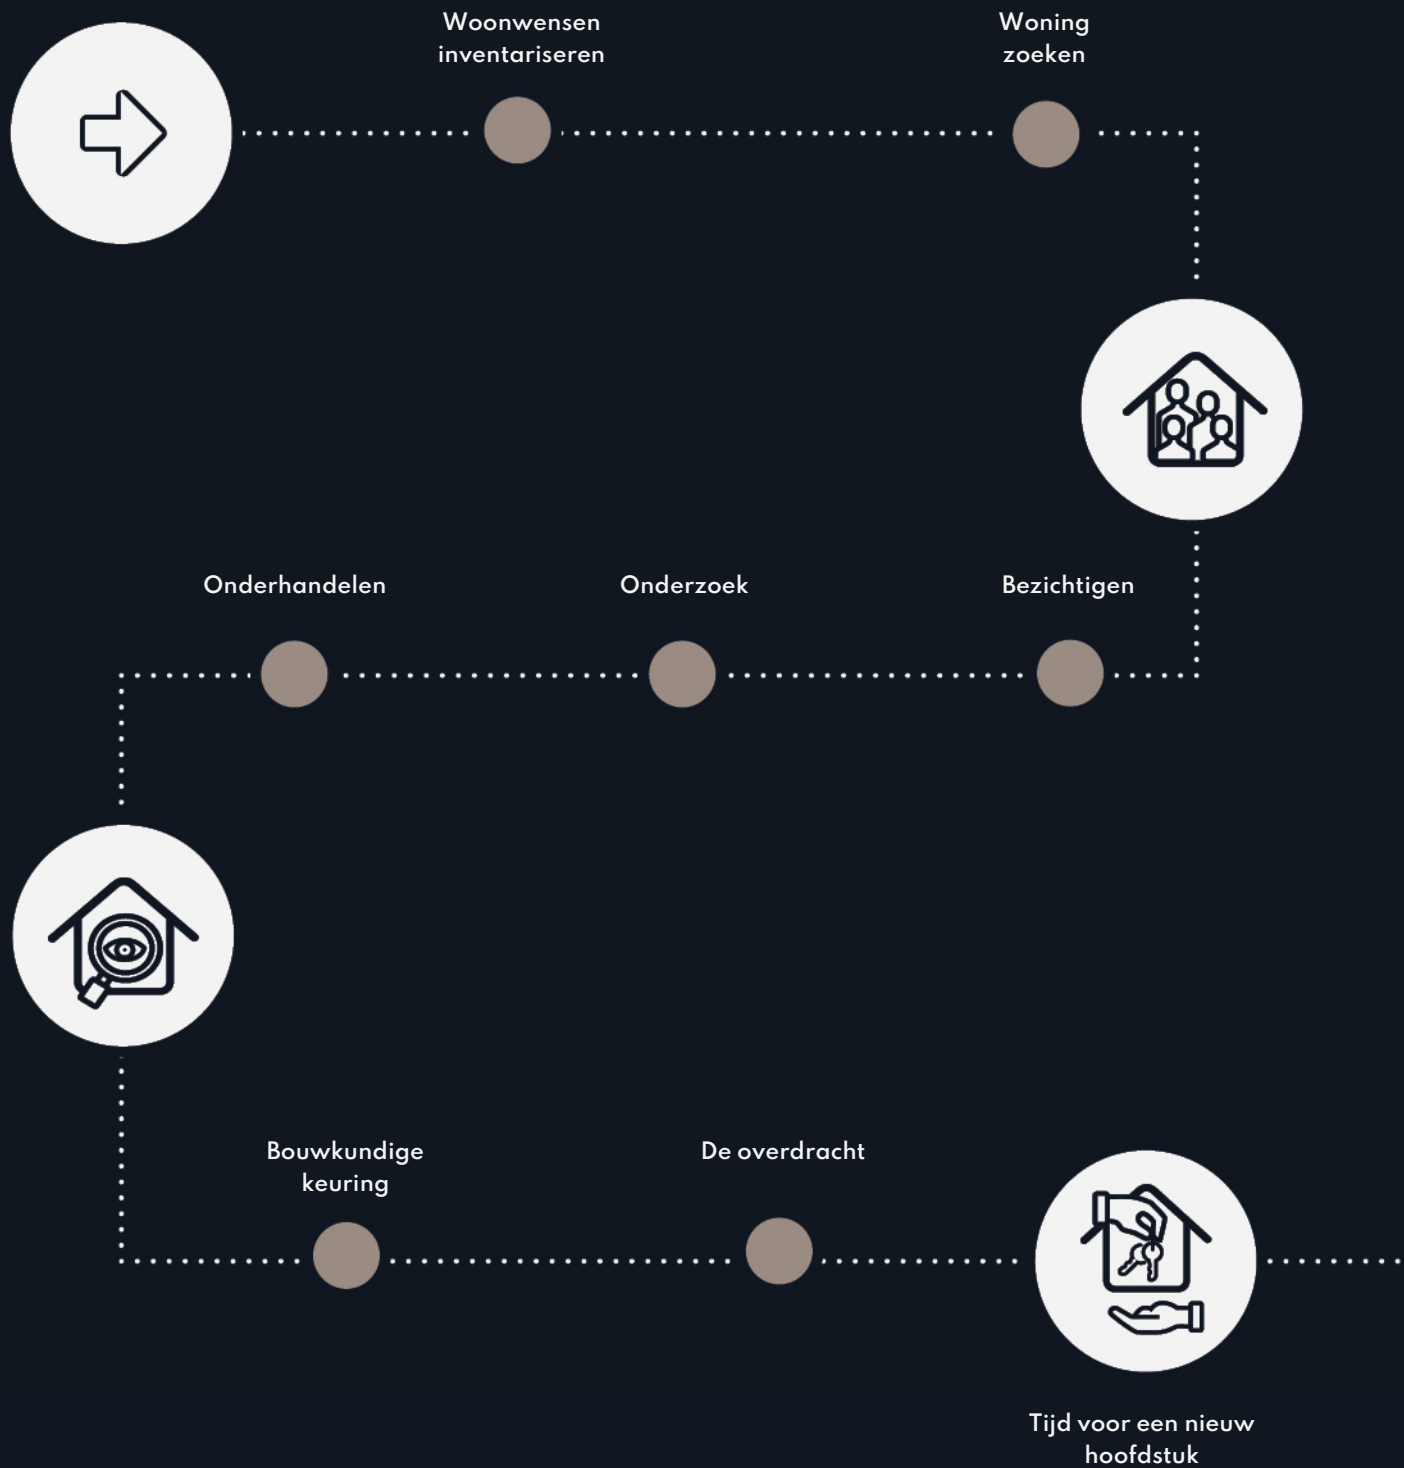 Woonwensen
inventariseren
Woning
zoeken
Onderhandelen
Onderzoek
Bezichtigen
Bouwkundige
keuring
De overdracht
Tijd voor een nieuw
hoofdstuk